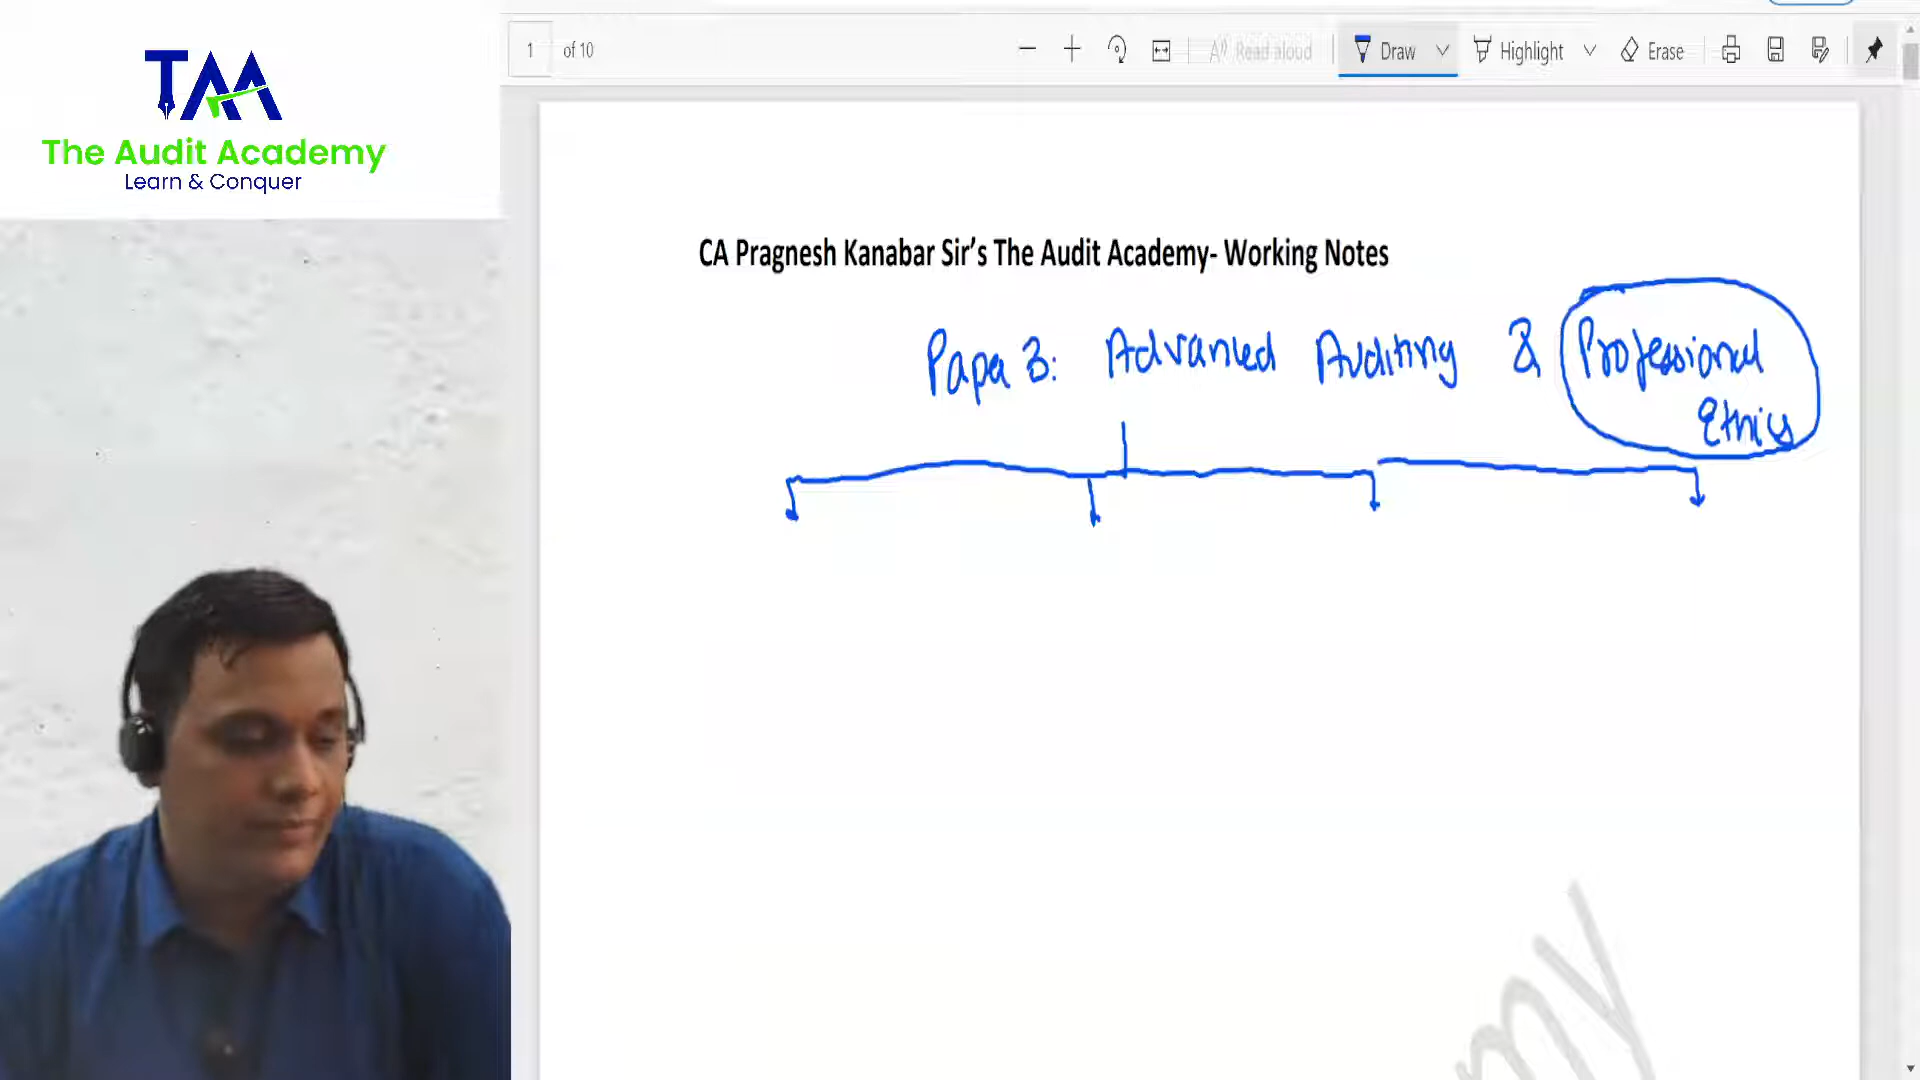 TAA
The Audit Academy
Learn & Conquer
1 of 10
Read aloud
Draw
Highlight
Erase
CA Pragnesh Kanabar Sir's The Audit Academy- Working Notes
Paper 3: Advanced Auditing & Professional
Ethics
my